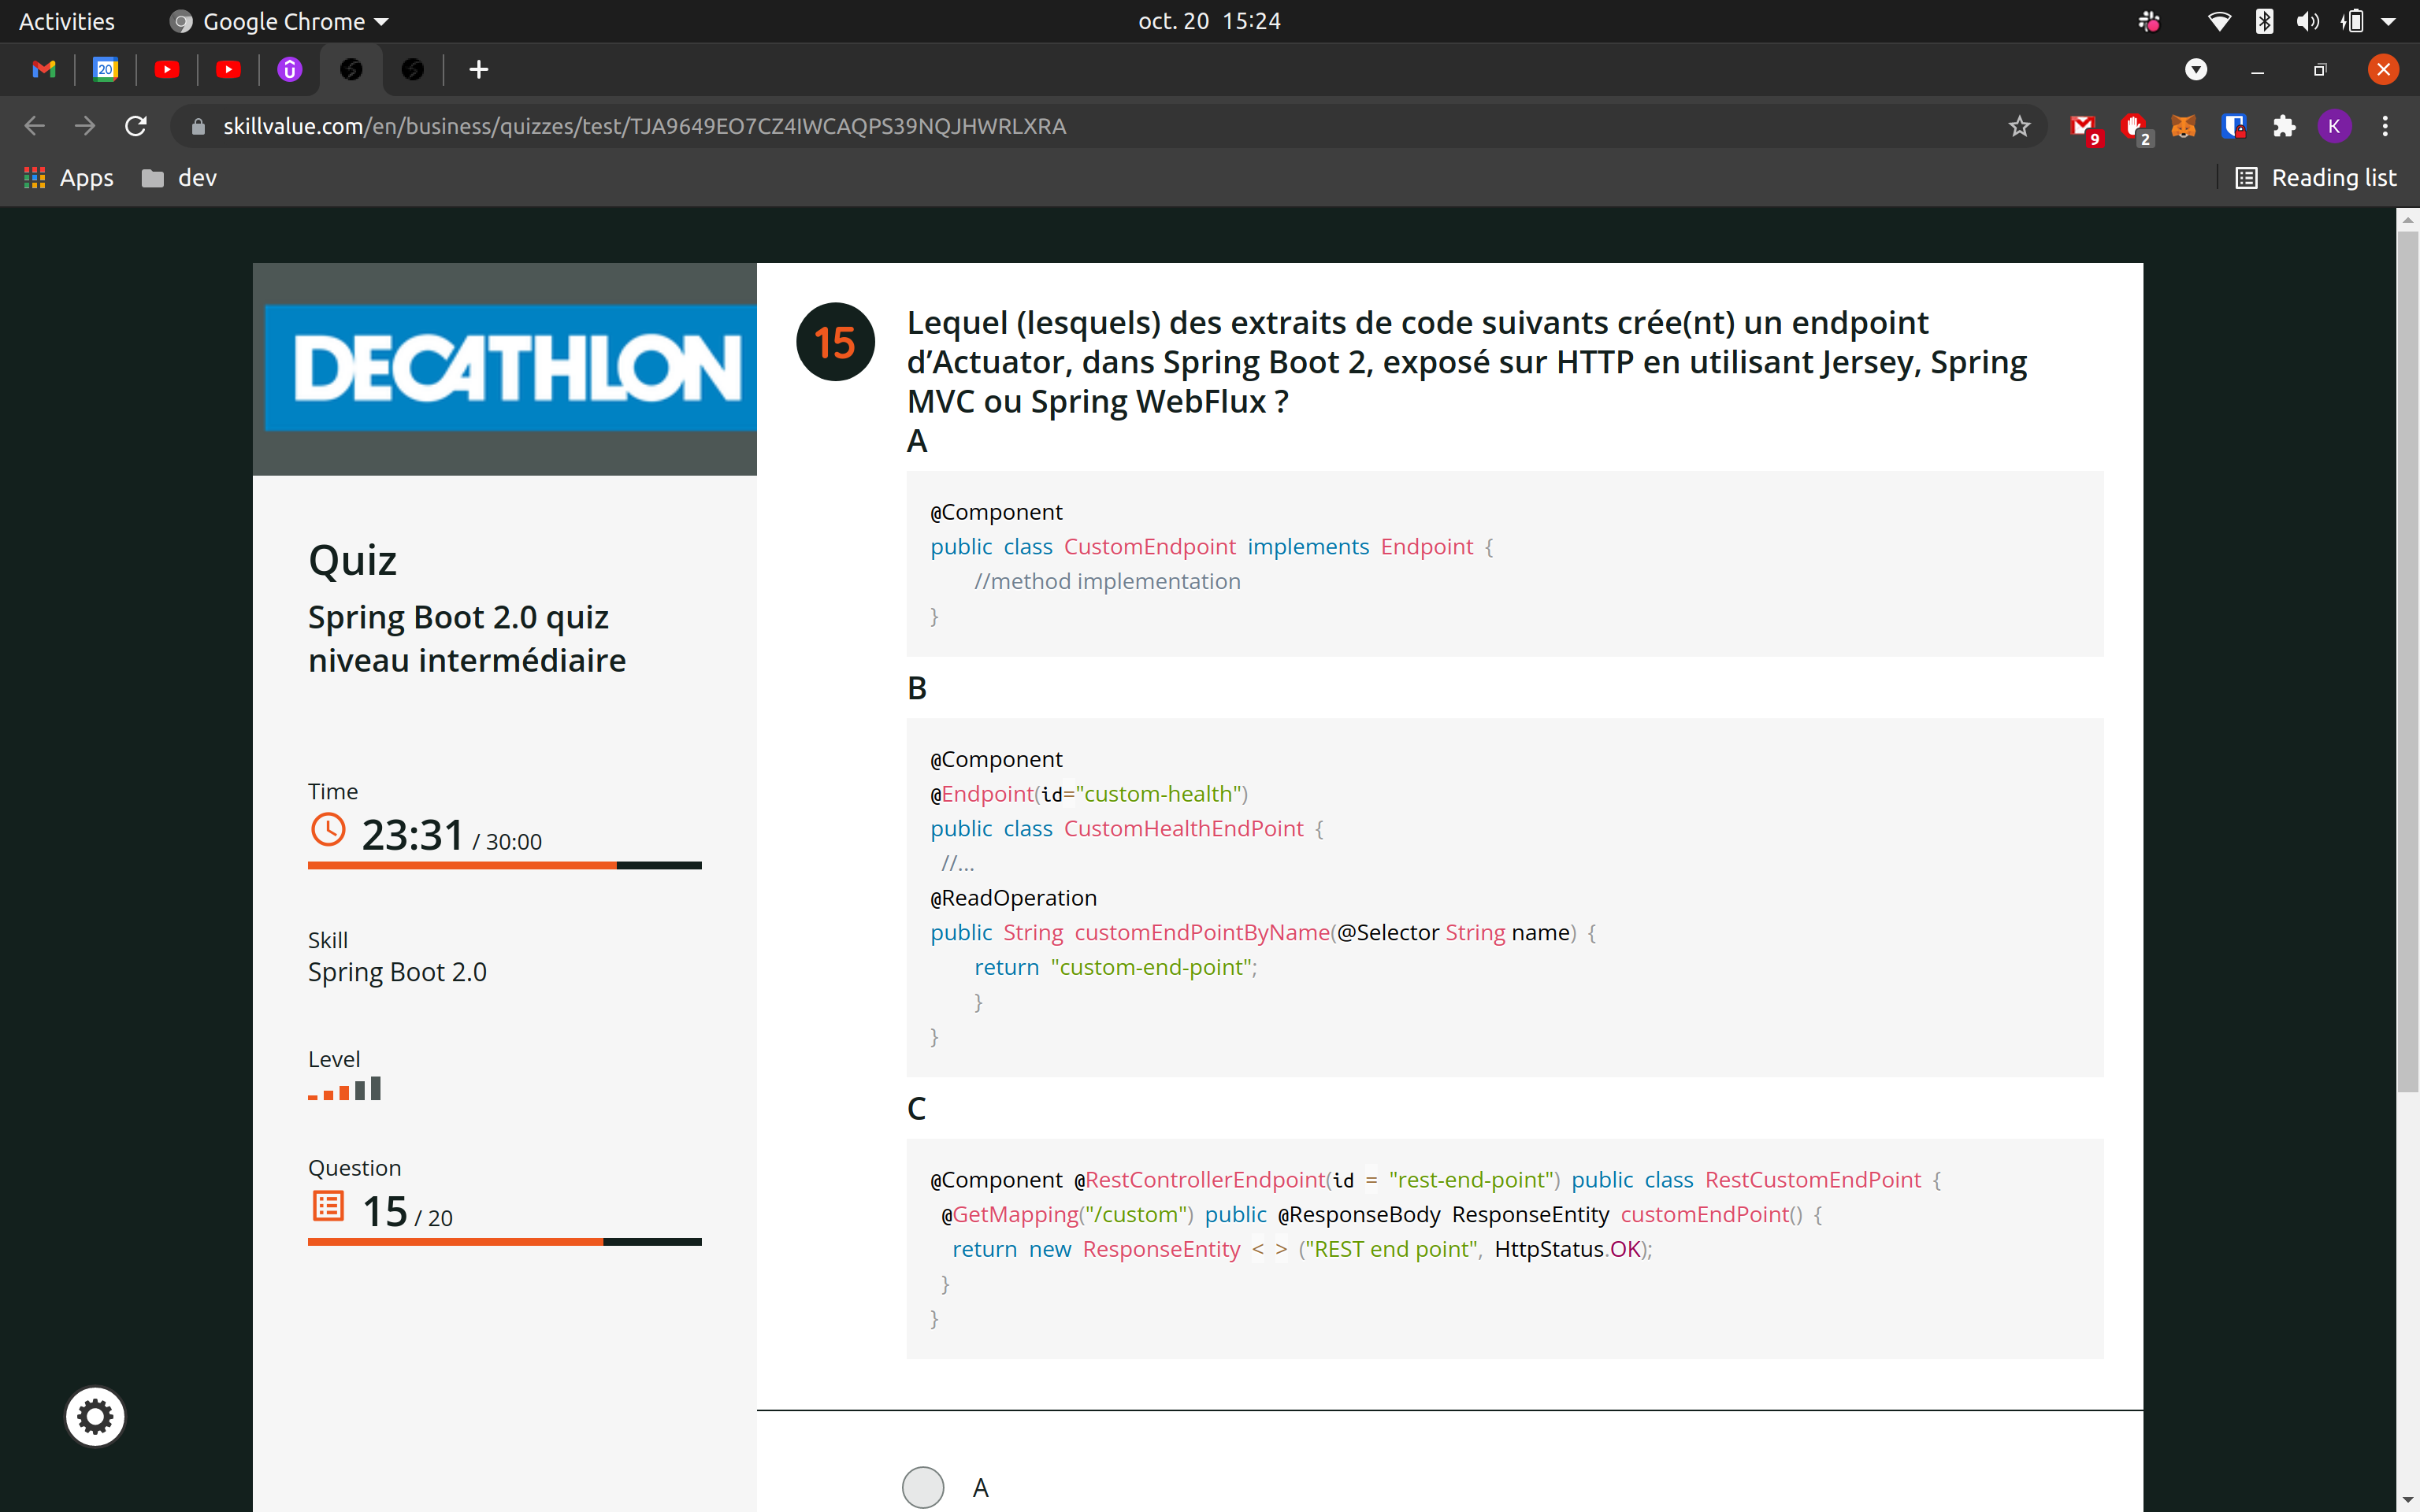 Activities
Google Chrome
oct. 20 15:24
20
skillvalue.com/en/business/quizzes/test/TJA9649EO7CZ4IWCAQPS39NQJHWRLXRA
9
2
K
Apps
dev
Reading list
DECATHLON
Quiz
Spring Boot 2.0 quiz
niveau intermédiaire
Time
23:31 / 30:00
Skill
Spring Boot 2.0
Level
Question
15 / 20
15
Lequel (lesquels) des extraits de code suivants crée(nt) un endpoint
d’Actuator, dans Spring Boot 2, exposé sur HTTP en utilisant Jersey, Spring
MVC ou Spring WebFlux ?
A
@Component
public class CustomEndpoint implements Endpoint {
//method implementation
}
B
@Component
@Endpoint(id="custom-health")
public class CustomHealthEndPoint {
//...
@ReadOperation
public String customEndPointByName(@Selector String name) {
return "custom-end-point";
}
}
C
@Component @RestControllerEndpoint(id = "rest-end-point") public class RestCustomEndPoint {
@GetMapping("/custom") public @ResponseBody ResponseEntity customEndPoint() {
return new ResponseEntity < > ("REST end point", HttpStatus.OK);
}
}
A